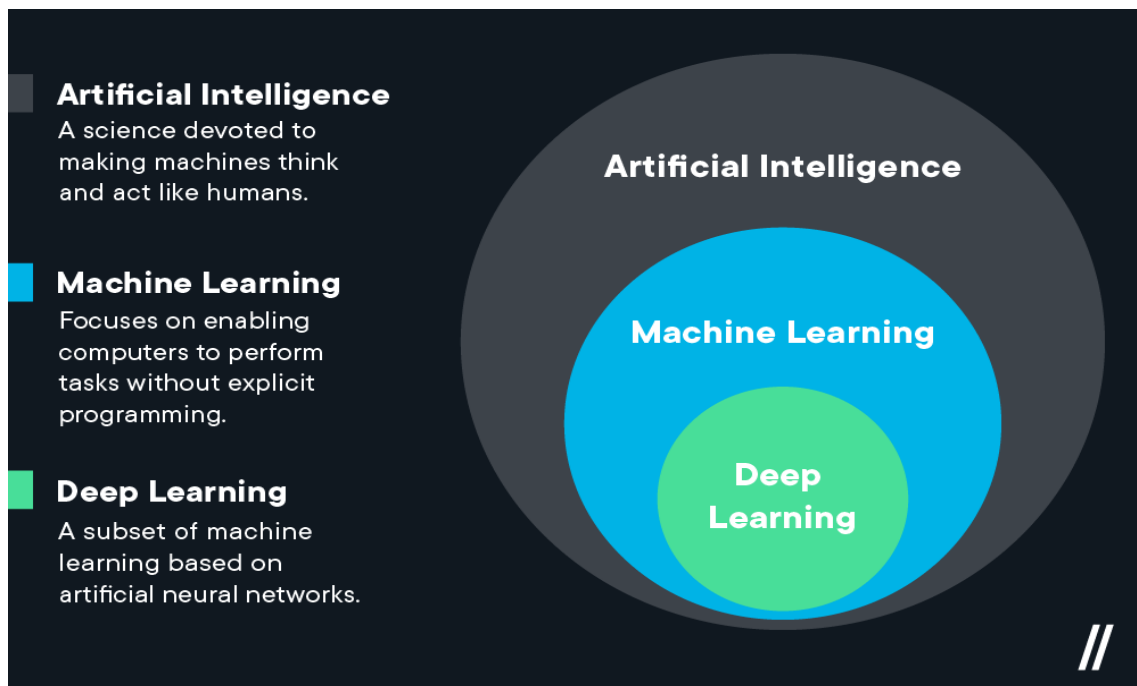 Artificial Intelligence
A science devoted to
making machines think
and act like humans.
Machine Learning
Focuses on enabling
computers to perform
tasks without explicit
programming.
Deep Learning
A subset of machine
learning based on
artificial neural networks.
Artificial Intelligence
Machine Learning
Deep
Learning
//